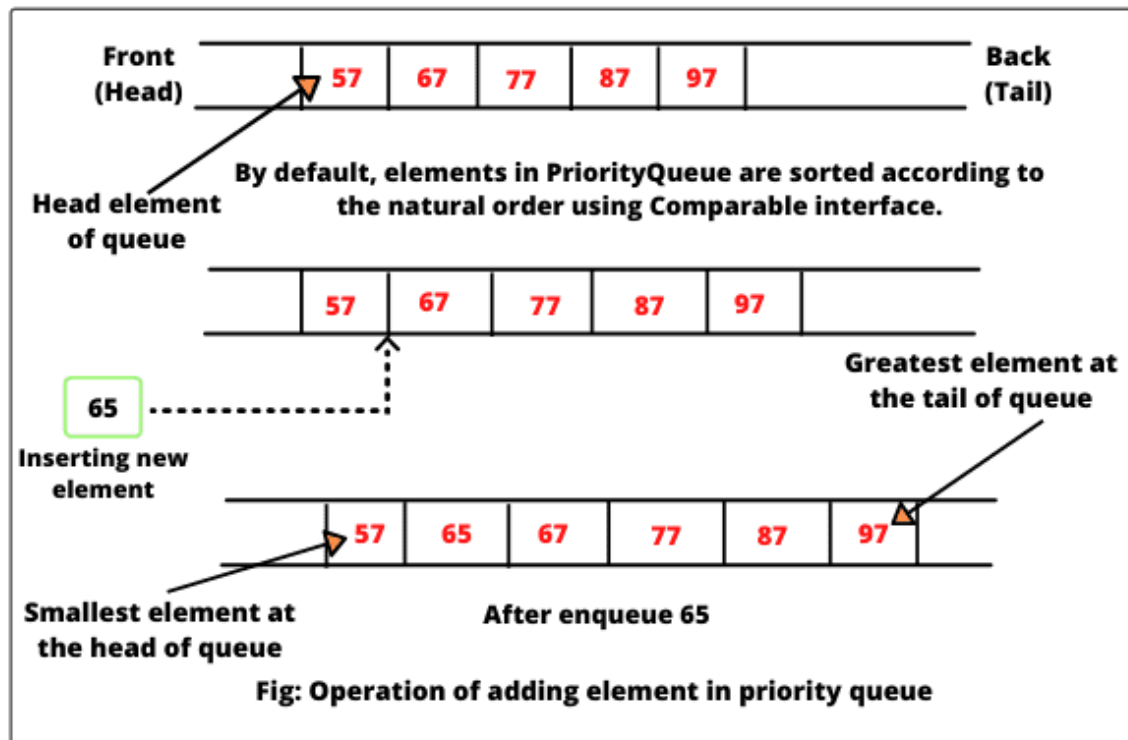 Front
(Head)
57 67 77 87 97
Back
(Tail)
Head element
of queue
By default, elements in PriorityQueue are sorted according to
the natural order using Comparable interface.
57 67 77 87 97
65
Inserting new
element
Greatest element at
the tail of queue
57 65 67 77 87 97
Smallest element at
the head of queue
After enqueue 65
Fig: Operation of adding element in priority queue